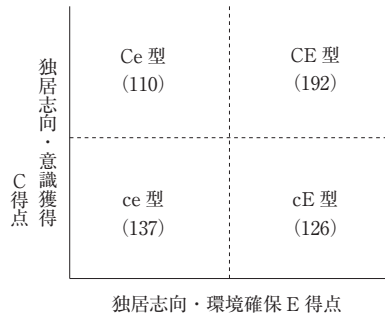 Ce 型
(110)
CE 型
(192)
独居志向・意識獲得
C得点
ce 型
(137)
cE 型
(126)
独居志向・環境確保 E 得点